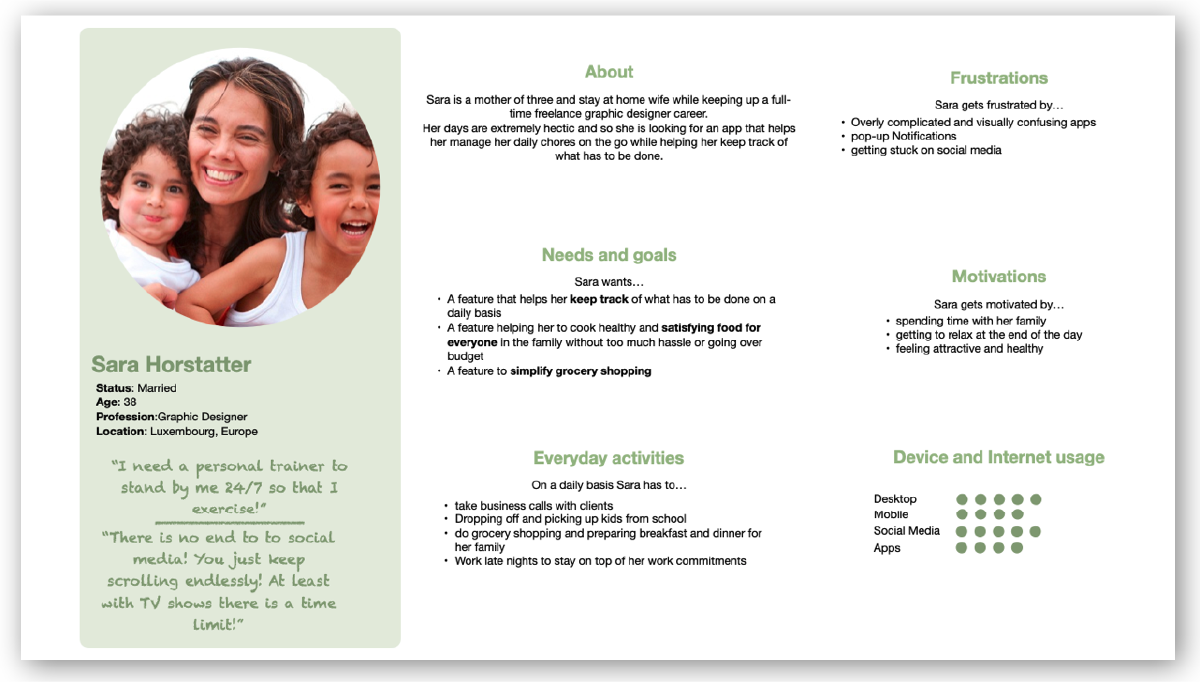 Sara Horstatter
Status: Married
Age: 38
Profession:Graphic Designer
Location: Luxembourg, Europe
“I need a personal trainer to
stand by me 24/7 so that I
exercise!”
“There is no end to to social
media! You just keep
scrolling endlessly! At least
with TV shows there is a time
limit!”
About
Sara is a mother of three and stay at home wife while keeping up a full-
time freelance graphic designer career.
Her days are extremely hectic and so she is looking for an app that helps
her manage her daily chores on the go while helping her keep track of
what has to be done.
Needs and goals
Sara wants...
· A feature that helps her keep track of what has to be done on a
daily basis
· A feature helping her to cook healthy and satisfying food for
everyone in the family without too much hassle or going over
budget
· A feature to simplify grocery shopping
Everyday activities
On a daily basis Sara has to...
• take business calls with clients
• Dropping off and picking up kids from school
• do grocery shopping and preparing breakfast and dinner for
her family
• Work late nights to stay on top of her work commitments
Frustrations
Sara gets frustrated by...
• Overly complicated and visually confusing apps
• pop-up Notifications
• getting stuck on social media
Motivations
Sara gets motivated by...
• spending time with her family
• getting to relax at the end of the day
• feeling attractive and healthy
Device and Internet usage
Desktop
Mobile
Social Media
Apps